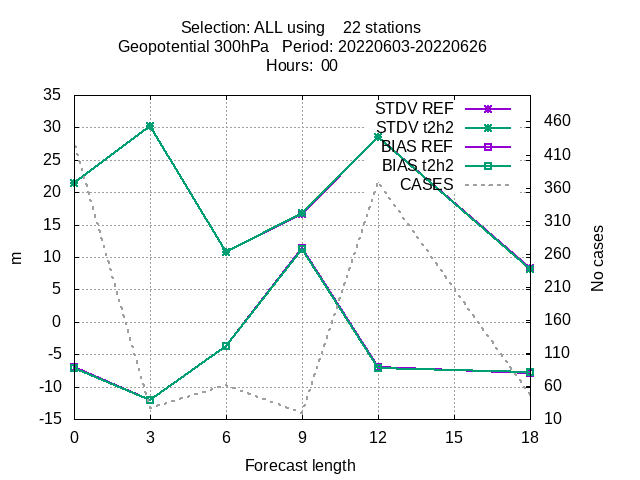 Selection: ALL using    22 stations
Geopotential 300hPa   Period: 20220603-20220626
Hours:  00
STDV REF
STDV t2h2
BIAS REF
BIAS t2h2
CASES
35
30
25
20
15
10
5
0
-5
-10
-15
m
460
410
360
310
260
210
160
110
60
10
No cases
0 3 6 9 12 15 18
Forecast length